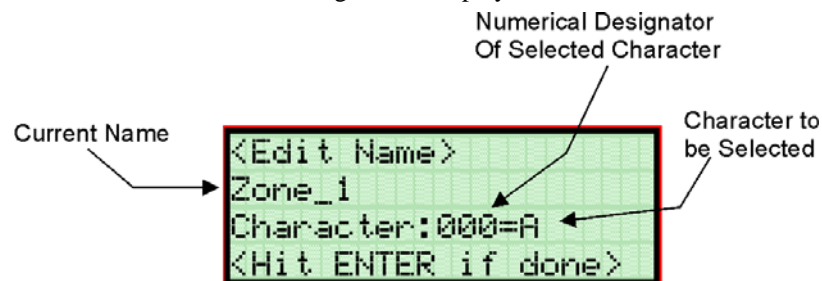 Numerical Designator
Of Selected Character
Current Name
Character to
be Selected
<Edit Name>
Zone_1
Character:000=A
<Hit ENTER if done>